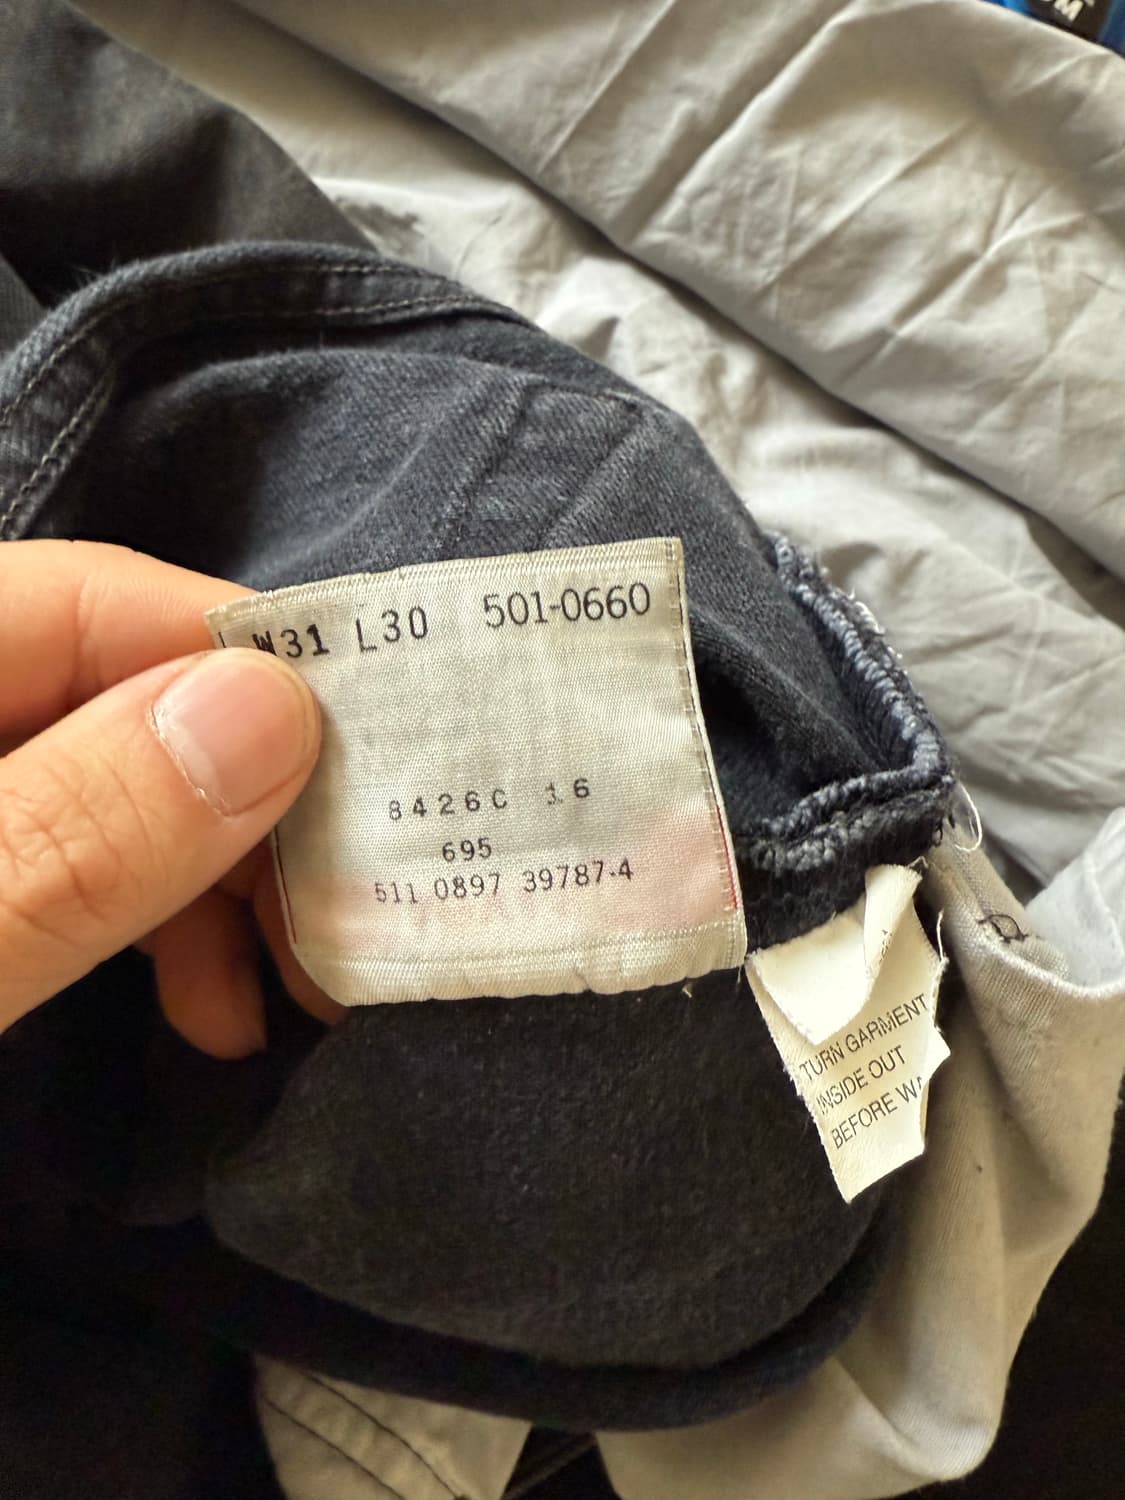 W31 L30 501-0660
8426C 16
695
511 0897 39787-4
TURN GARMENT
INSIDE OUT
BEFORE WA